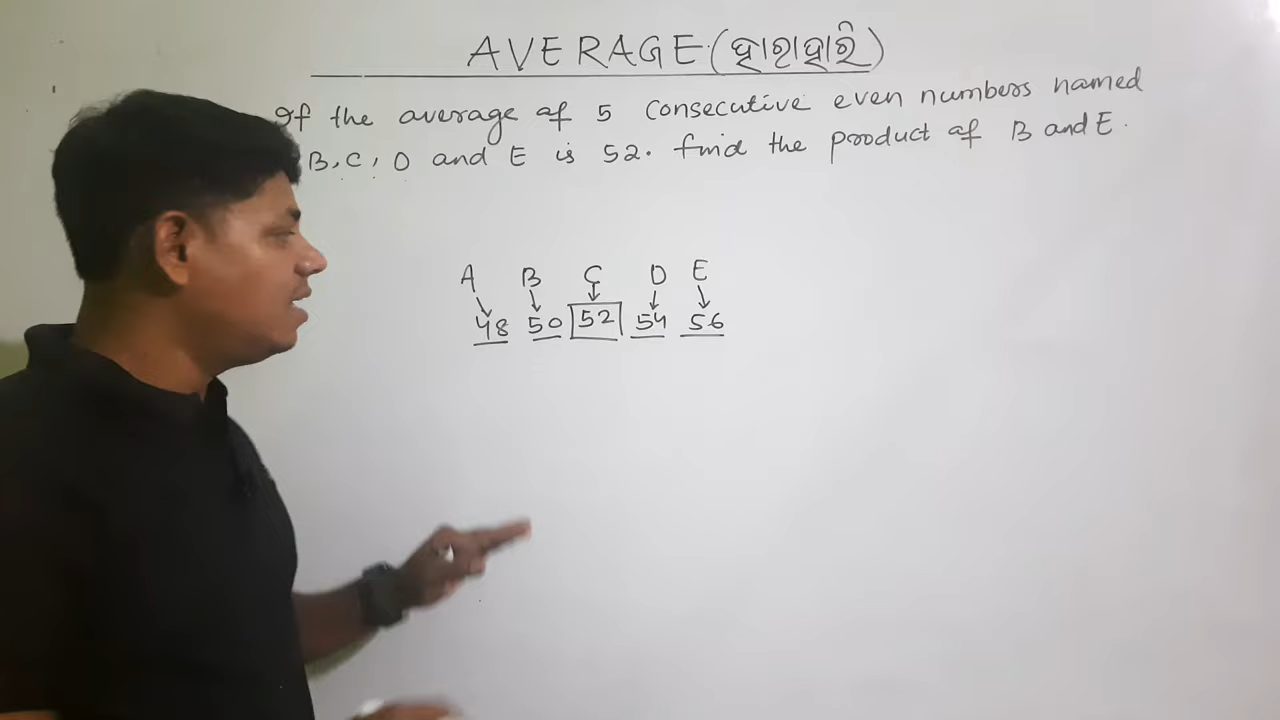 AVERAGE (ହାରାହାରି)
If the average of 5 consecutive even numbers named
B, C, D and E is 52. find the product of B and E.
A B C D E
48 50 52 54 56